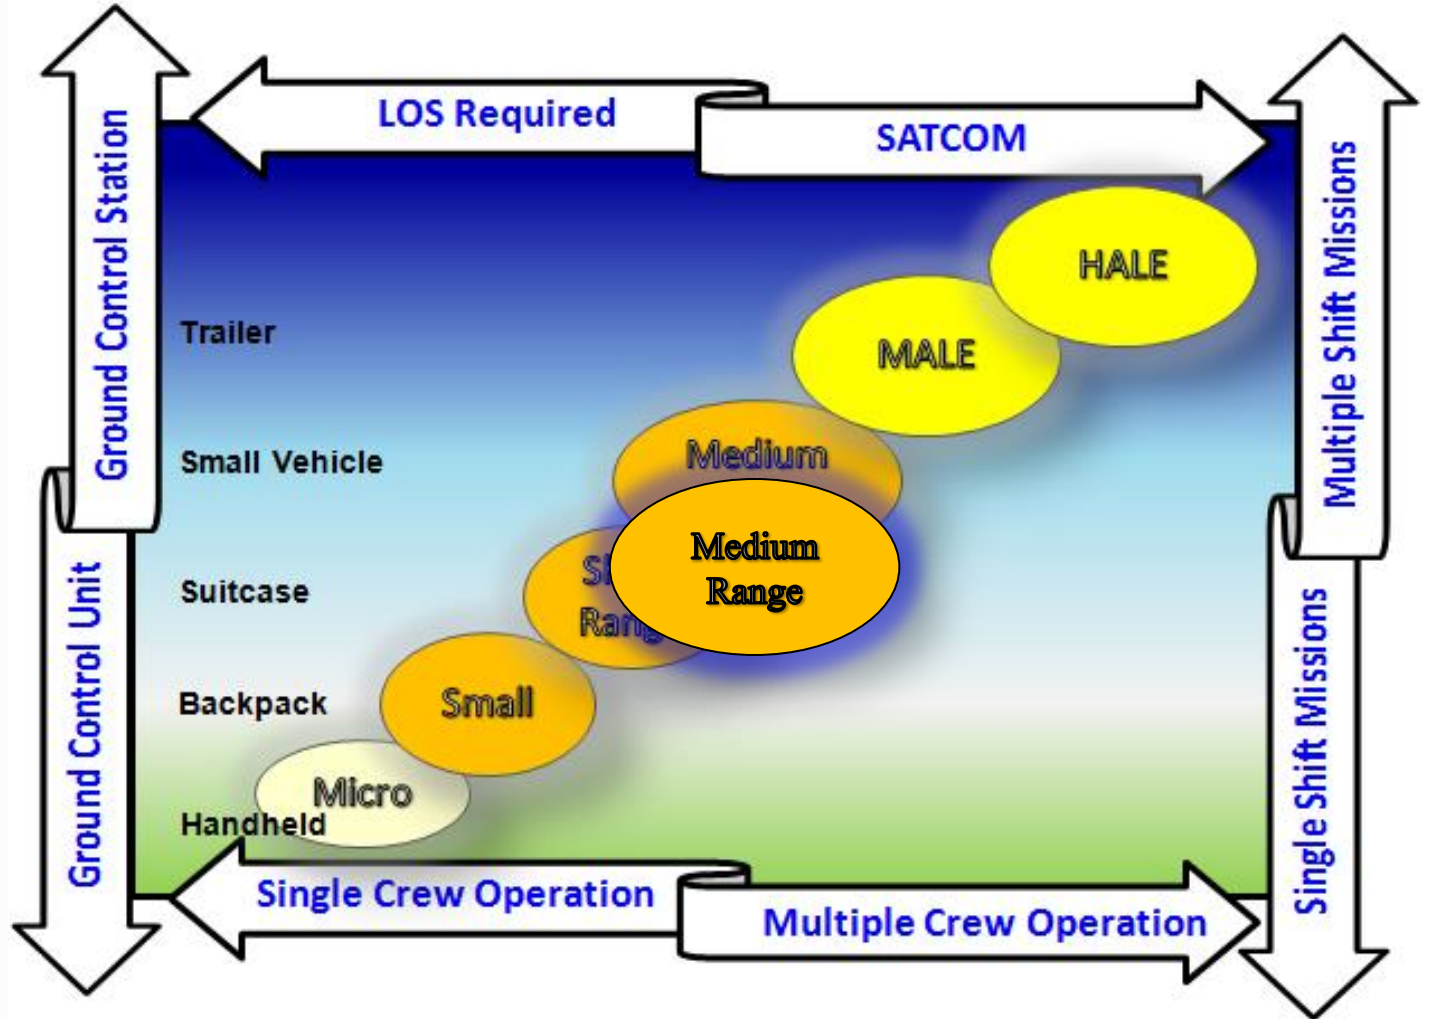 LOS Required
SATCOM
Ground Control Station
Multiple Shift Missions
HALE
Trailer
MALE
Medium
Small Vehicle
Medium
Range
Suitcase
Backpack
Small
Micro
Handheld
Ground Control Unit
Single Shift Missions
Single Crew Operation
Multiple Crew Operation